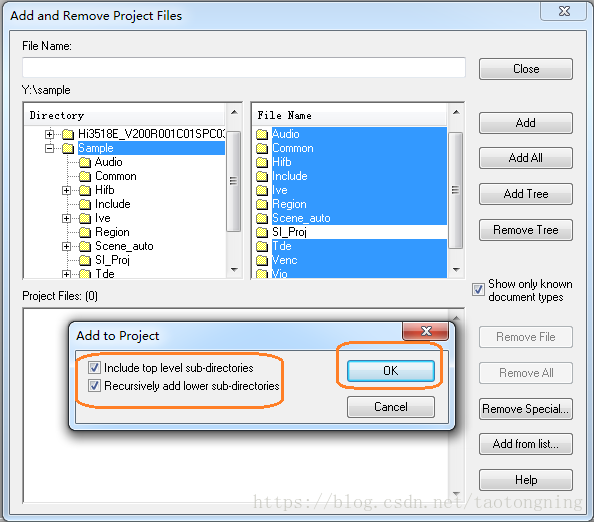 Add and Remove Project Files
File Name:
Close
Y:\sample
Directory
File Name
Add
Add All
Add Tree
Remove Tree
Hi3518E_V200R001C01SPC03
Sample
Audio
Common
Hifb
Include
Ive
Region
Scene_auto
SI_Proj
Tde
Audio
Common
Hifb
Include
Ive
Region
Scene_auto
SI_Proj
Tde
Venc
Vio
Show only known
document types
Project Files: (0)
Add to Project
Include top level sub-directories
Recursively add lower sub-directories
OK
Cancel
Remove File
Remove All
Remove Special...
Add from list...
Help
https://blog.csdn.net/taotongning